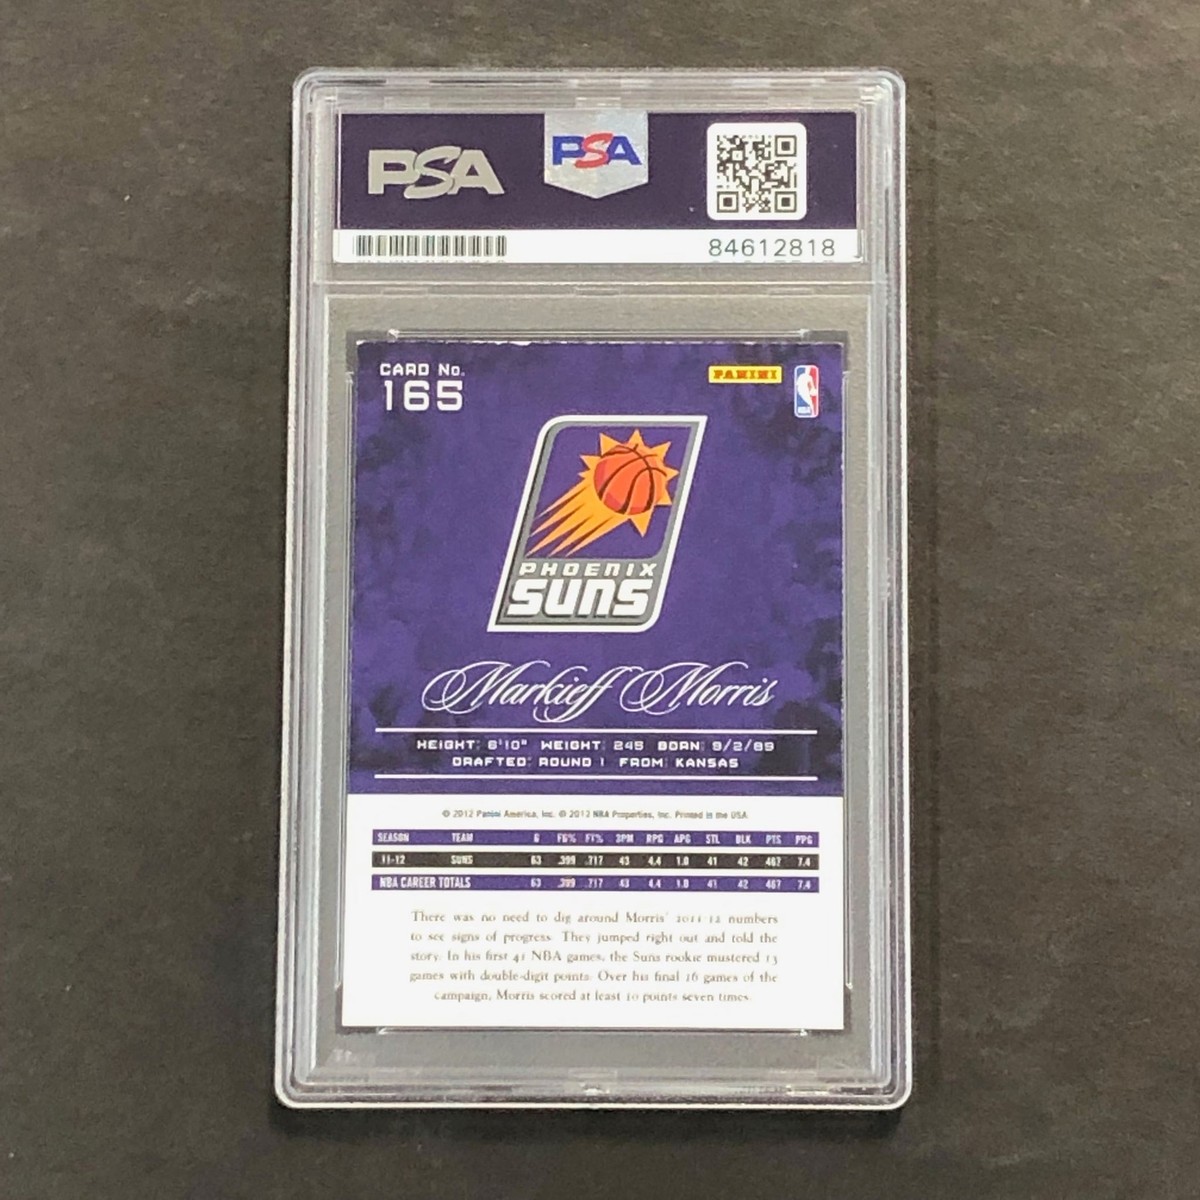 PSA
PSA
84612818
CARD No.
165
PANINI
NBA
PHOENIX
SUNS
Markieff Morris
HEIGHT: 6'10" WEIGHT: 245 BORN: 9/2/89
DRAFTED: ROUND 1 FROM: KANSAS
© 2012 Panini America, Inc. © 2012 NBA Properties, Inc. Printed in the USA
SEASON TEAM G FG% FT% 3PM RPG APG STL BLK PTS PPG
11-12 SUNS 63 .399 .717 43 4.4 1.0 41 42 467 7.4
NBA CAREER TOTALS 63 .399 .717 43 4.4 1.0 41 42 467 7.4
There was no need to dig around Morris' 2011-12 numbers
to see signs of progress. They jumped right out and told the
story. In his first 41 NBA games, the Suns rookie mustered 13
games with double-digit points. Over his final 16 games of the
campaign, Morris scored at least 10 points seven times.